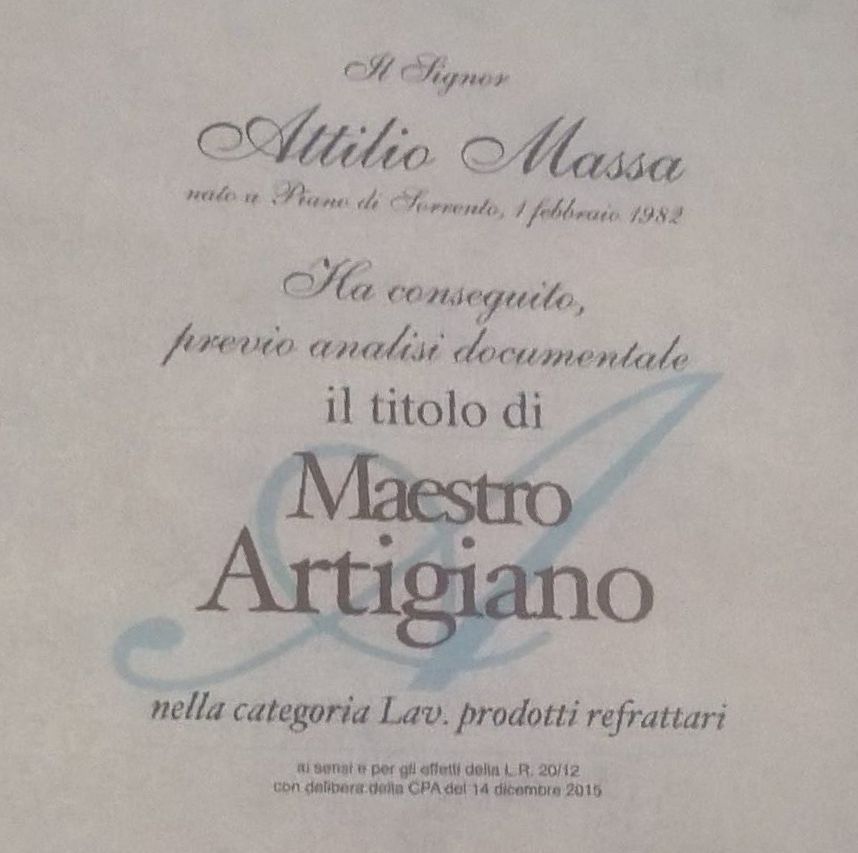 Il Signor
Attilio Massa
nato a Piano di Sorrento, 1 febbraio 1982
Ha conseguito,
previo analisi documentale
il titolo di
Maestro
Artigiano
nella categoria Lav. prodotti refrattari
ai sensi e per gli effetti della L.R. 20/12
con delibera della CPA del 14 dicembre 2015